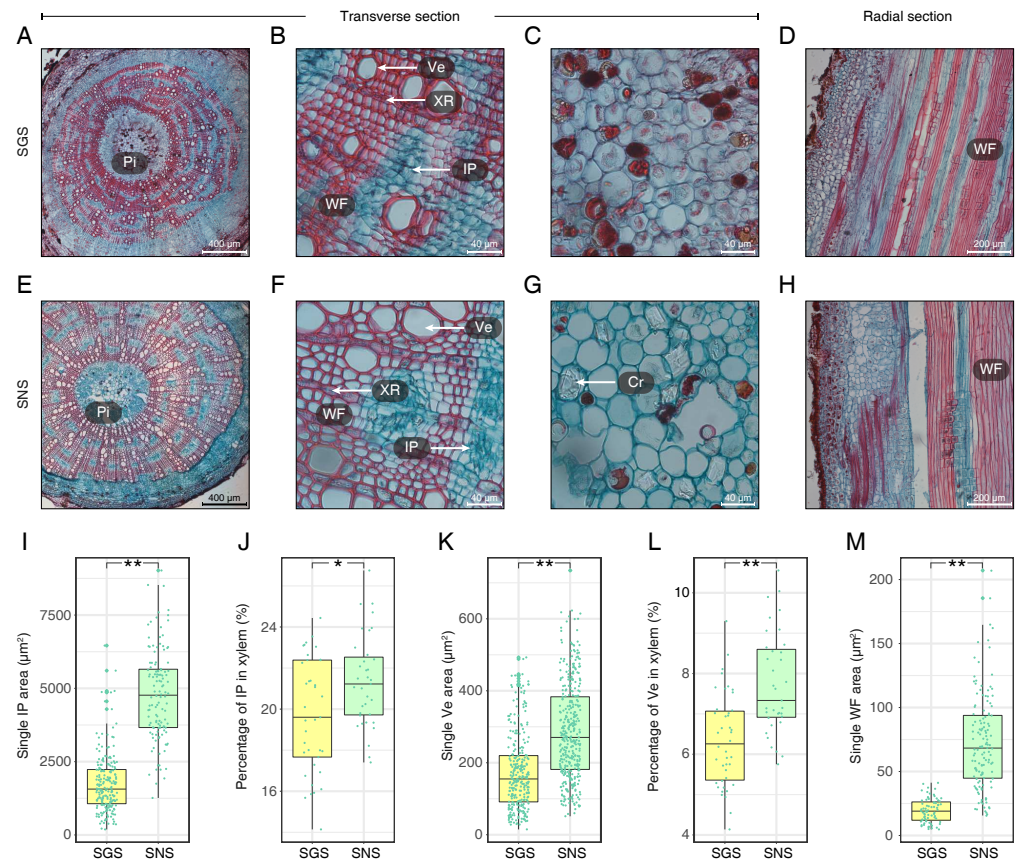 Transverse section
Radial section
A
B
C
D
SGS
Pi
400 µm
Ve
XR
IP
WF
40 µm
40 µm
WF
200 µm
E
F
G
H
SNS
Pi
400 µm
Ve
XR
WF
IP
40 µm
Cr
40 µm
WF
200 µm
I
J
K
L
M
Single IP area (µm²)
**
7500
5000
2500
0
SGS
SNS
Percentage of IP in xylem (%)
*
24
20
16
SGS
SNS
Single Ve area (µm²)
**
600
400
200
0
SGS
SNS
Percentage of Ve in xylem (%)
**
10
8
6
4
SGS
SNS
Single WF area (µm²)
**
200
150
100
50
0
SGS
SNS